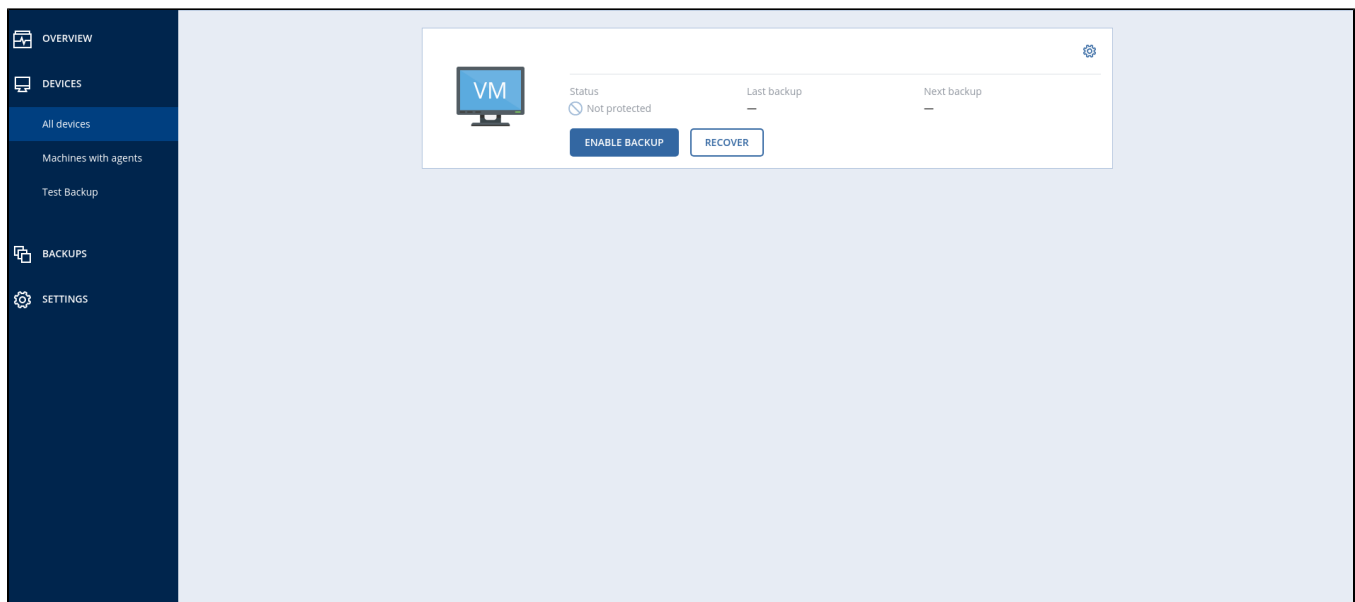 OVERVIEW
DEVICES
All devices
Machines with agents
Test Backup
BACKUPS
SETTINGS
VM
Status Last backup Next backup
Not protected — —
ENABLE BACKUP RECOVER